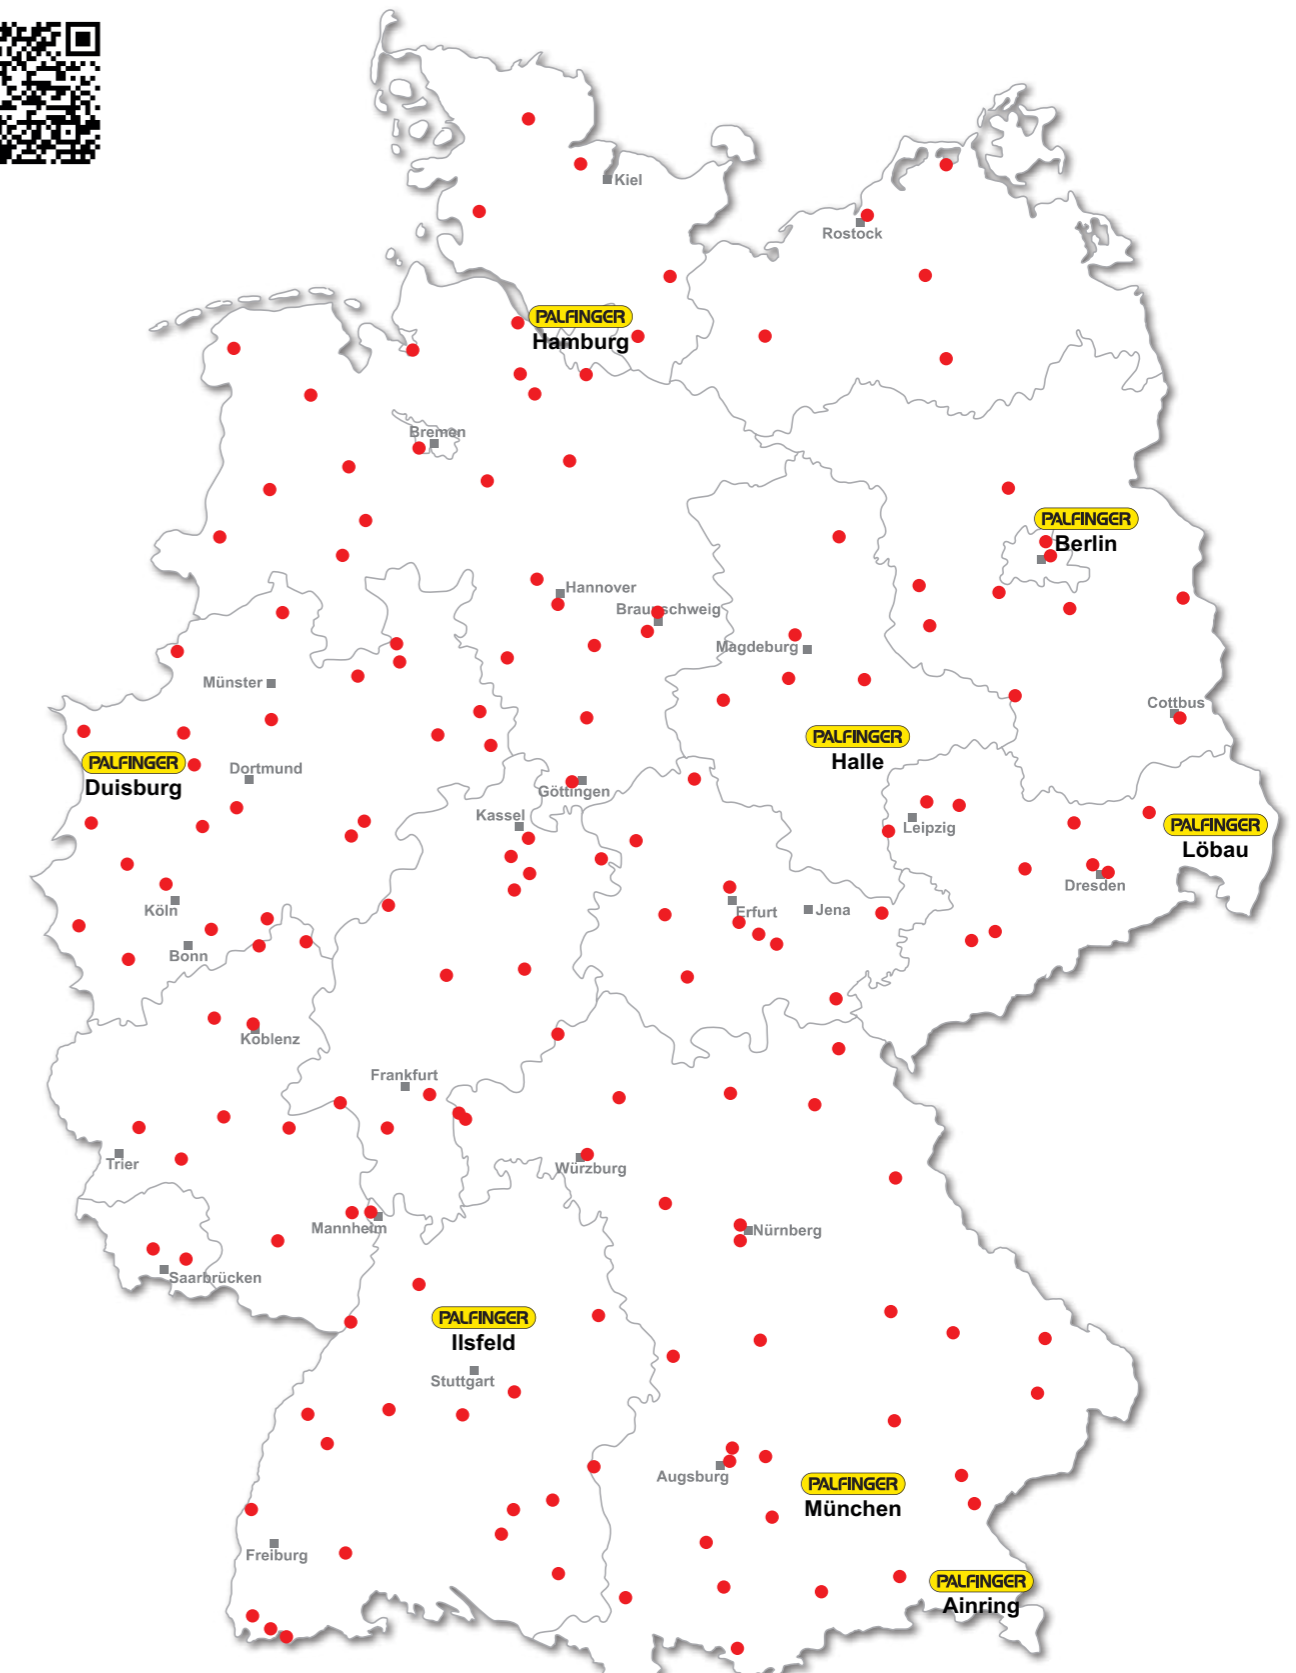 Kiel
Rostock
PALFINGER
Hamburg
Bremen
PALFINGER
Berlin
Hannover
Braunschweig
Magdeburg
Münster
Cottbus
PALFINGER
Halle
PALFINGER
Duisburg
Dortmund
Göttingen
Kassel
Leipzig
PALFINGER
Löbau
Dresden
Köln
Erfurt
Jena
Bonn
Koblenz
Frankfurt
Trier
Würzburg
Mannheim
Nürnberg
Saarbrücken
PALFINGER
Ilsfeld
Stuttgart
Augsburg
PALFINGER
München
Freiburg
PALFINGER
Ainring